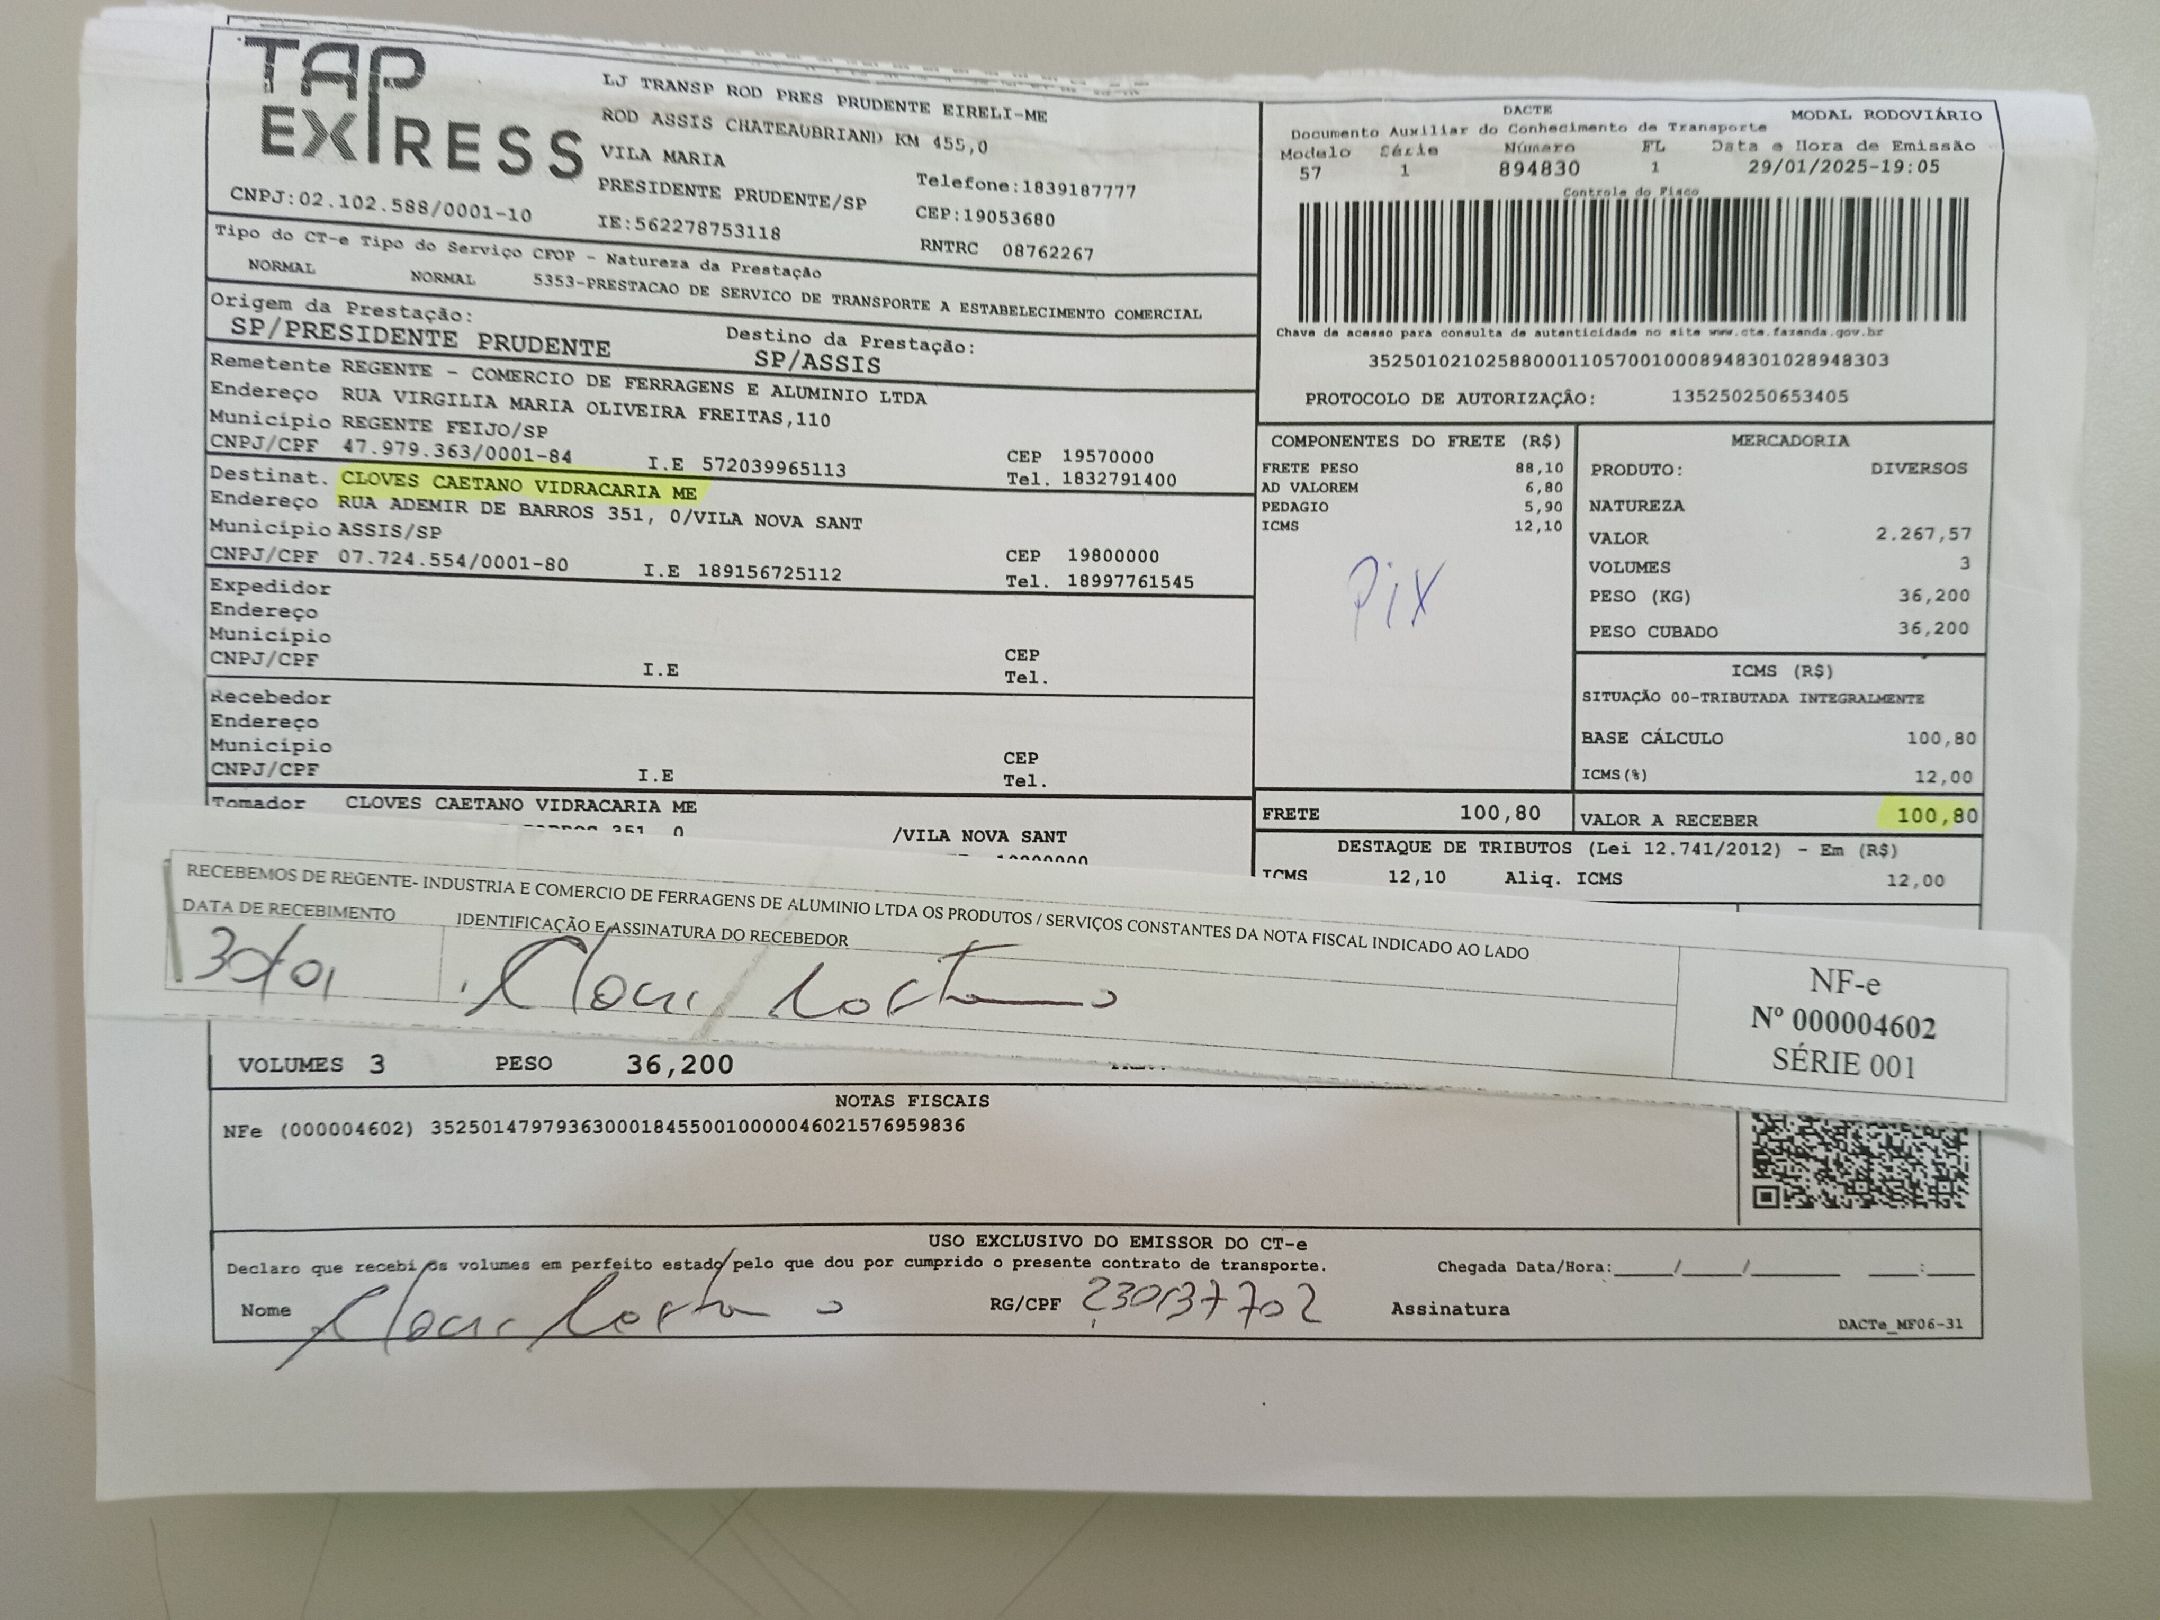 TAP EXPRESS
LJ TRANSP ROD PRES PRUDENTE EIRELI-ME
ROD ASSIS CHATEAUBRIAND KM 455,0
VILA MARIA
PRESIDENTE PRUDENTE/SP
Telefone:1839187777
CNPJ:02.102.588/0001-10
IE:562278753118
CEP:19053680
RNTRC 08762267
Tipo do CT-e Tipo do Serviço CFOP - Natureza da Prestação
NORMAL NORMAL 5353-PRESTACAO DE SERVICO DE TRANSPORTE A ESTABELECIMENTO COMERCIAL
Origem da Prestação: Destino da Prestação:
SP/PRESIDENTE PRUDENTE SP/ASSIS
Remetente REGENTE - COMERCIO DE FERRAGENS E ALUMINIO LTDA
Endereço RUA VIRGILIA MARIA OLIVEIRA FREITAS,110
Município REGENTE FEIJO/SP CEP 19570000
CNPJ/CPF 47.979.363/0001-84 I.E 572039965113 Tel. 1832791400
Destinat. CLOVES CAETANO VIDRACARIA ME
Endereço RUA ADEMIR DE BARROS 351, 0/VILA NOVA SANT
Município ASSIS/SP CEP 19800000
CNPJ/CPF 07.724.554/0001-80 I.E 189156725112 Tel. 18997761545
Expedidor
Endereço
Município CEP
CNPJ/CPF I.E Tel.
Recebedor
Endereço
Município CEP
CNPJ/CPF I.E Tel.
Tomador CLOVES CAETANO VIDRACARIA ME
351, 0 /VILA NOVA SANT
DACTE MODAL RODOVIÁRIO
Documento Auxiliar do Conhecimento de Transporte
Modelo Série Número FL Data e Hora de Emissão
57 1 894830 1 29/01/2025-19:05
Controle do Fisco
Chave de acesso para consulta de autenticidade no site www.cte.fazenda.gov.br
35250102102588000110570010008948301028948303
PROTOCOLO DE AUTORIZAÇÃO: 135250250653405
COMPONENTES DO FRETE (R$)
FRETE PESO 88,10
AD VALOREM 6,80
PEDAGIO 5,90
ICMS 12,10
Pix
MERCADORIA
PRODUTO: DIVERSOS
NATUREZA
VALOR 2.267,57
VOLUMES 3
PESO (KG) 36,200
PESO CUBADO 36,200
ICMS (R$)
SITUAÇÃO 00-TRIBUTADA INTEGRALMENTE
BASE CÁLCULO 100,80
ICMS(%) 12,00
FRETE 100,80 VALOR A RECEBER 100,80
DESTAQUE DE TRIBUTOS (Lei 12.741/2012) - Em (R$)
ICMS 12,10 Aliq. ICMS 12,00
RECEBEMOS DE REGENTE- INDUSTRIA E COMERCIO DE FERRAGENS DE ALUMINIO LTDA OS PRODUTOS / SERVIÇOS CONSTANTES DA NOTA FISCAL INDICADO AO LADO
DATA DE RECEBIMENTO IDENTIFICAÇÃO E ASSINATURA DO RECEBEDOR
30/01
NF-e
Nº 000004602
SÉRIE 001
VOLUMES 3 PESO 36,200
NOTAS FISCAIS
NFe (000004602) 35250147979363000184550010000046021576959836
USO EXCLUSIVO DO EMISSOR DO CT-e
Declaro que recebi os volumes em perfeito estado pelo que dou por cumprido o presente contrato de transporte. Chegada Data/Hora:____/____/______ ___:___
Nome RG/CPF 230137702 Assinatura
DACTe_MF06-31